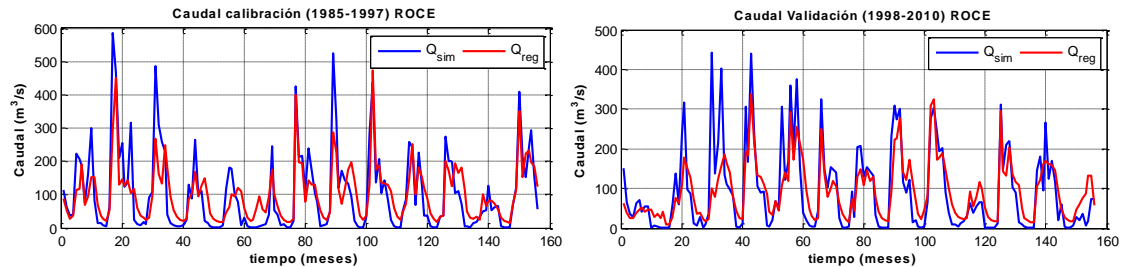 Caudal calibración (1985-1997) ROCE
600
500
400
300
200
100
0
Caudal (m³/s)
Q_sim
Q_reg
0 20 40 60 80 100 120 140 160
tiempo (meses)
Caudal Validación (1998-2010) ROCE
500
400
300
200
100
0
Caudal (m³/s)
Q_sim
Q_reg
0 20 40 60 80 100 120 140 160
tiempo (meses)